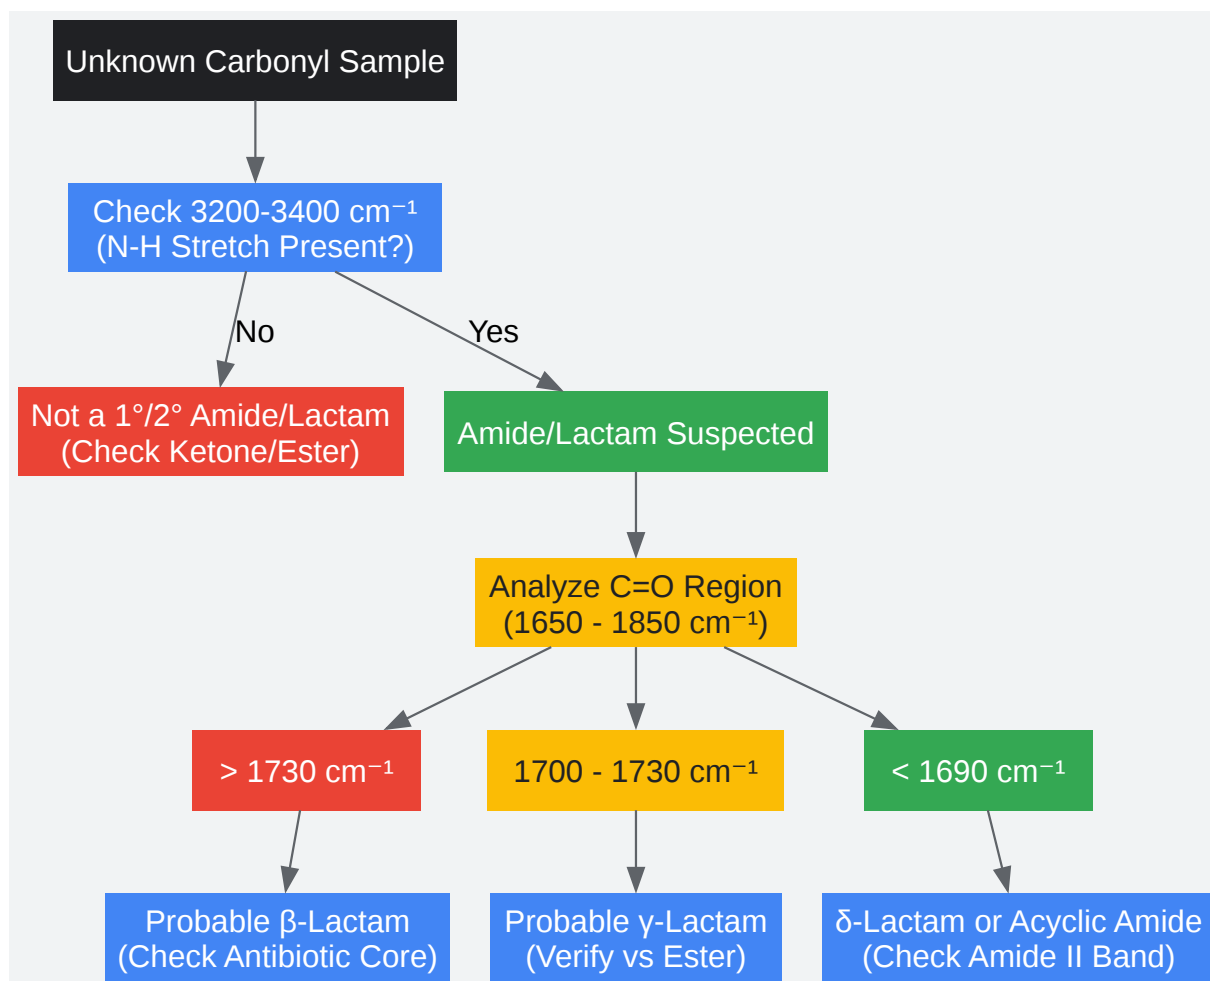 Unknown Carbonyl Sample
Check 3200-3400 cm⁻¹
(N-H Stretch Present?)
No
Yes
Not a 1°/2° Amide/Lactam
(Check Ketone/Ester)
Amide/Lactam Suspected
Analyze C=O Region
(1650 - 1850 cm⁻¹)
> 1730 cm⁻¹
1700 - 1730 cm⁻¹
< 1690 cm⁻¹
Probable β-Lactam
(Check Antibiotic Core)
Probable γ-Lactam
(Verify vs Ester)
δ-Lactam or Acyclic Amide
(Check Amide II Band)